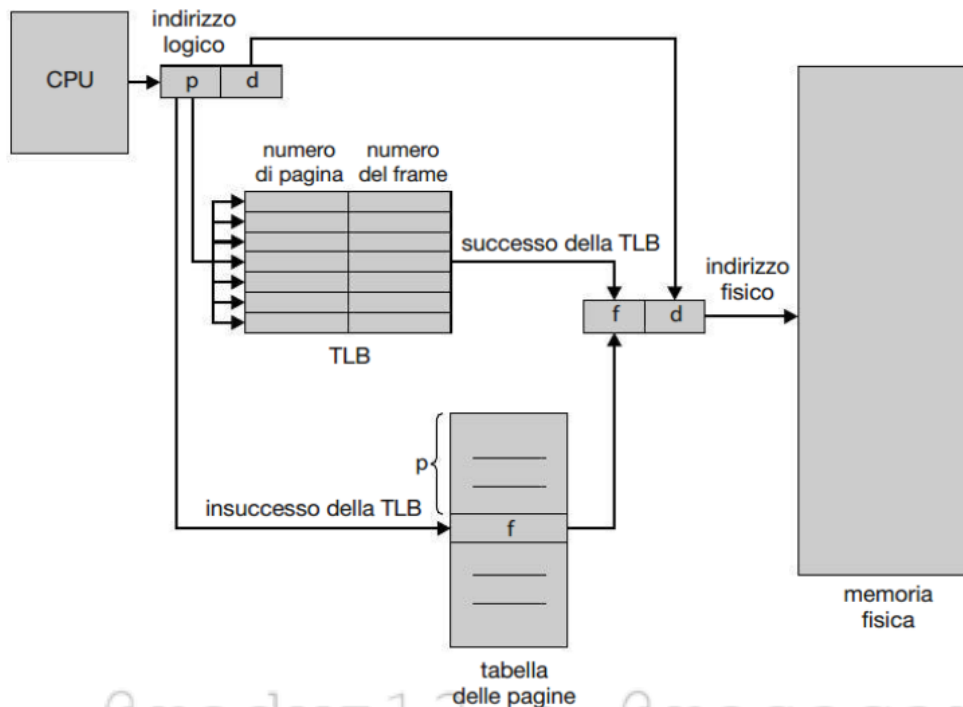 indirizzo
logico
CPU
p d
numero
di pagina
numero
del frame
successo della TLB
indirizzo
fisico
f d
TLB
p
insuccesso della TLB
f
memoria
fisica
tabella
delle pagine